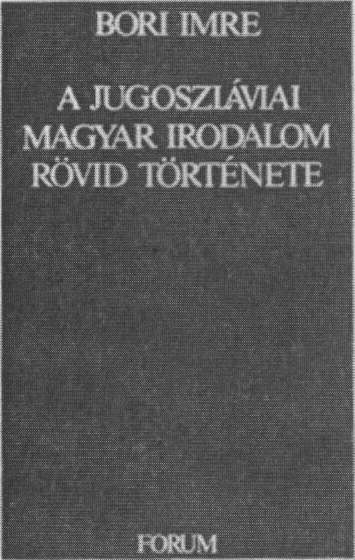 BORI IMRE
A JUGOSZLÁVIAI
MAGYAR IRODALOM
RÖVID TÖRTÉNETE
FORUM